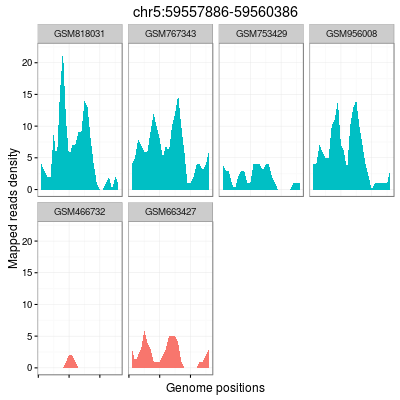 chr5:59557886-59560386
GSM818031 GSM767343 GSM753429 GSM956008
20
15
10
5
0
Mapped reads density
GSM466732 GSM663427
20
15
10
5
0
Genome positions